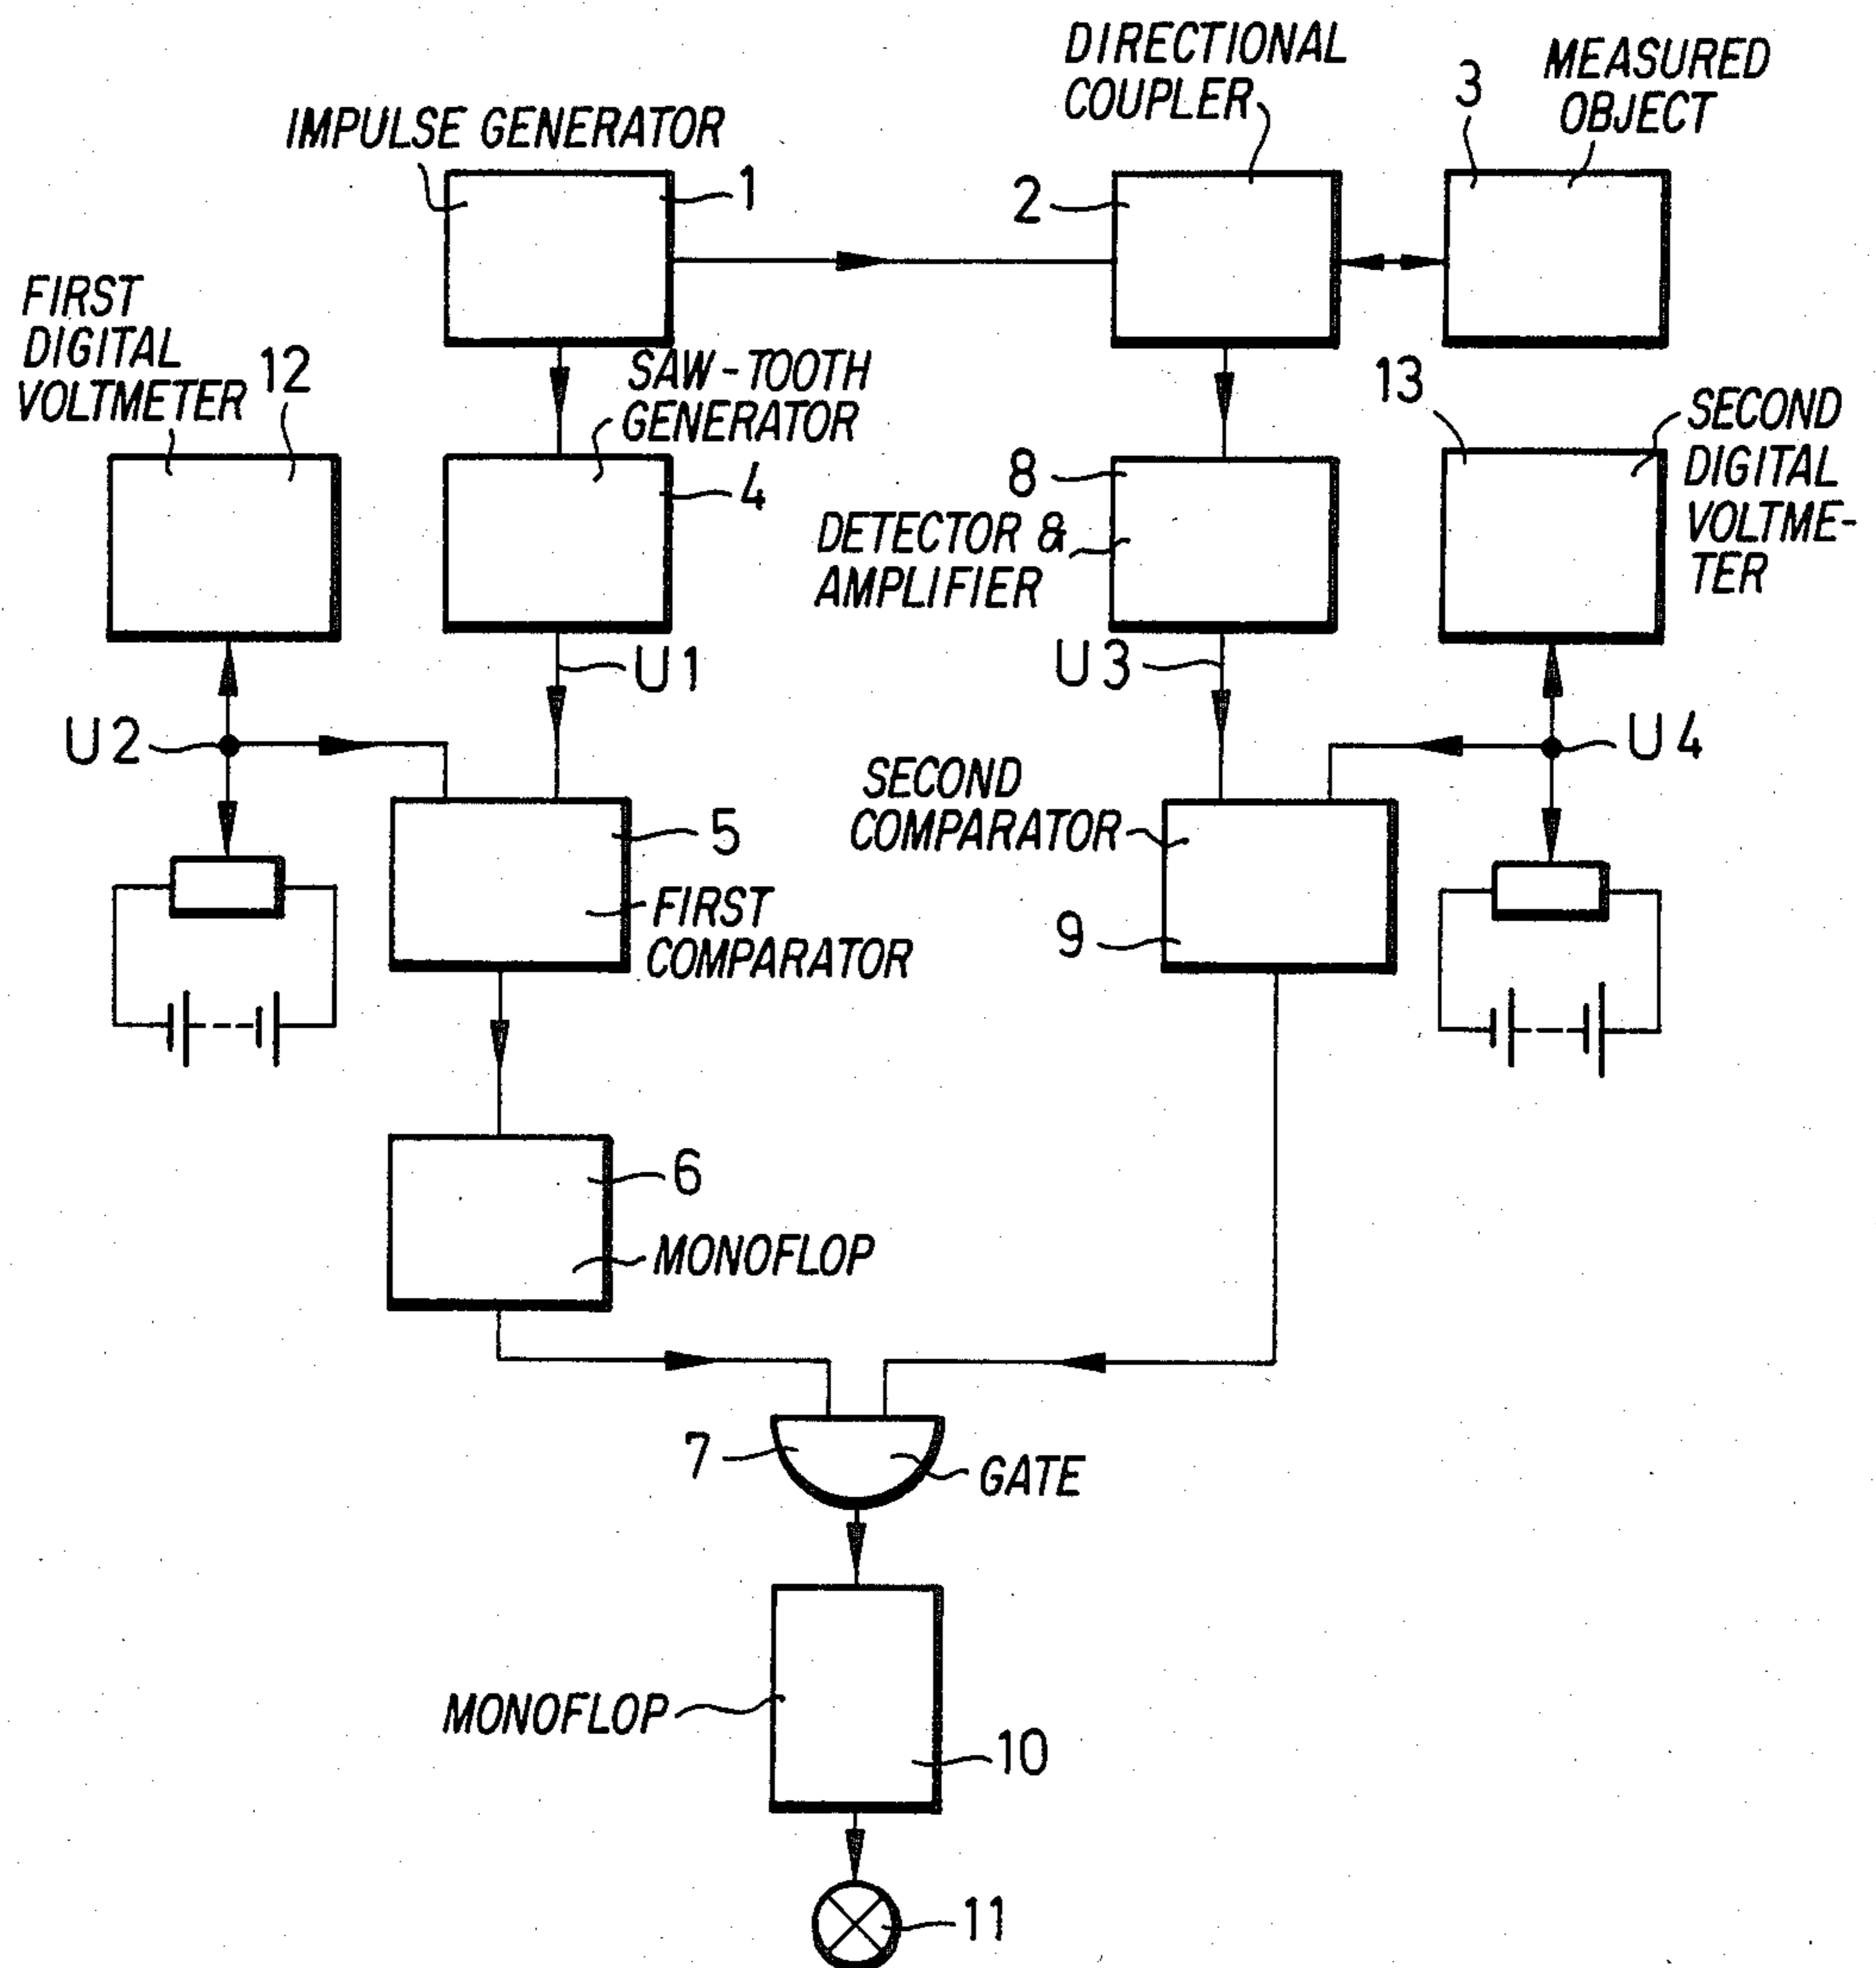 DIRECTIONAL
COUPLER
3
MEASURED
OBJECT
IMPULSE GENERATOR
1
2
FIRST
DIGITAL
VOLTMETER
12
SAW-TOOTH
GENERATOR
4
13
SECOND
DIGITAL
VOLTME-
TER
8
DETECTOR &
AMPLIFIER
U1
U3
U2
U4
SECOND
COMPARATOR
5
FIRST
COMPARATOR
9
6
MONOFLOP
7
GATE
MONOFLOP
10
11